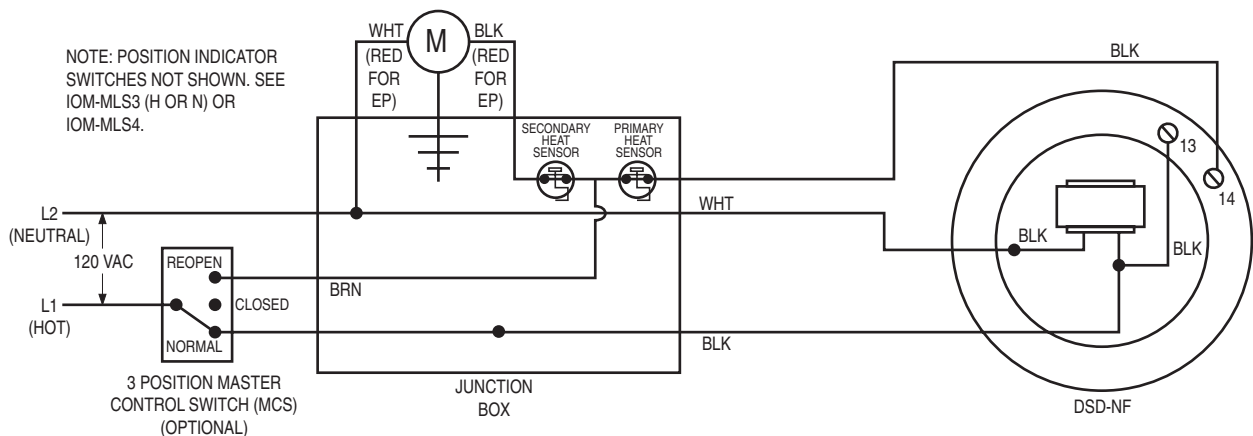 NOTE: POSITION INDICATOR
SWITCHES NOT SHOWN. SEE
IOM-MLS3 (H OR N) OR
IOM-MLS4.
WHT
(RED
FOR
EP)
M
BLK
(RED
FOR
EP)
SECONDARY
HEAT
SENSOR
PRIMARY
HEAT
SENSOR
BLK
13
14
L2
(NEUTRAL)
WHT
BLK
BLK
120 VAC
REOPEN
BRN
L1
(HOT)
CLOSED
NORMAL
BLK
3 POSITION MASTER
CONTROL SWITCH (MCS)
(OPTIONAL)
JUNCTION
BOX
DSD-NF